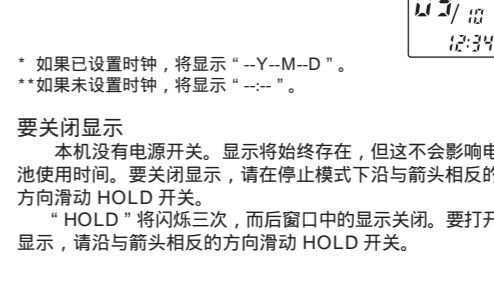 03/ 10
12:34
* 如果已设置时钟，将显示 “ --Y--M--D ” 。
**如果未设置时钟，将显示 “ --:-- ” 。
要关闭显示
本机没有电源开关。显示将始终存在，但这不会影响电
池使用时间。要关闭显示，请在停止模式下沿与箭头相反的
方向滑动 HOLD 开关。
“ HOLD ” 将闪烁三次，而后窗口中的显示关闭。要打开
显示，请沿与箭头相反的方向滑动 HOLD 开关。